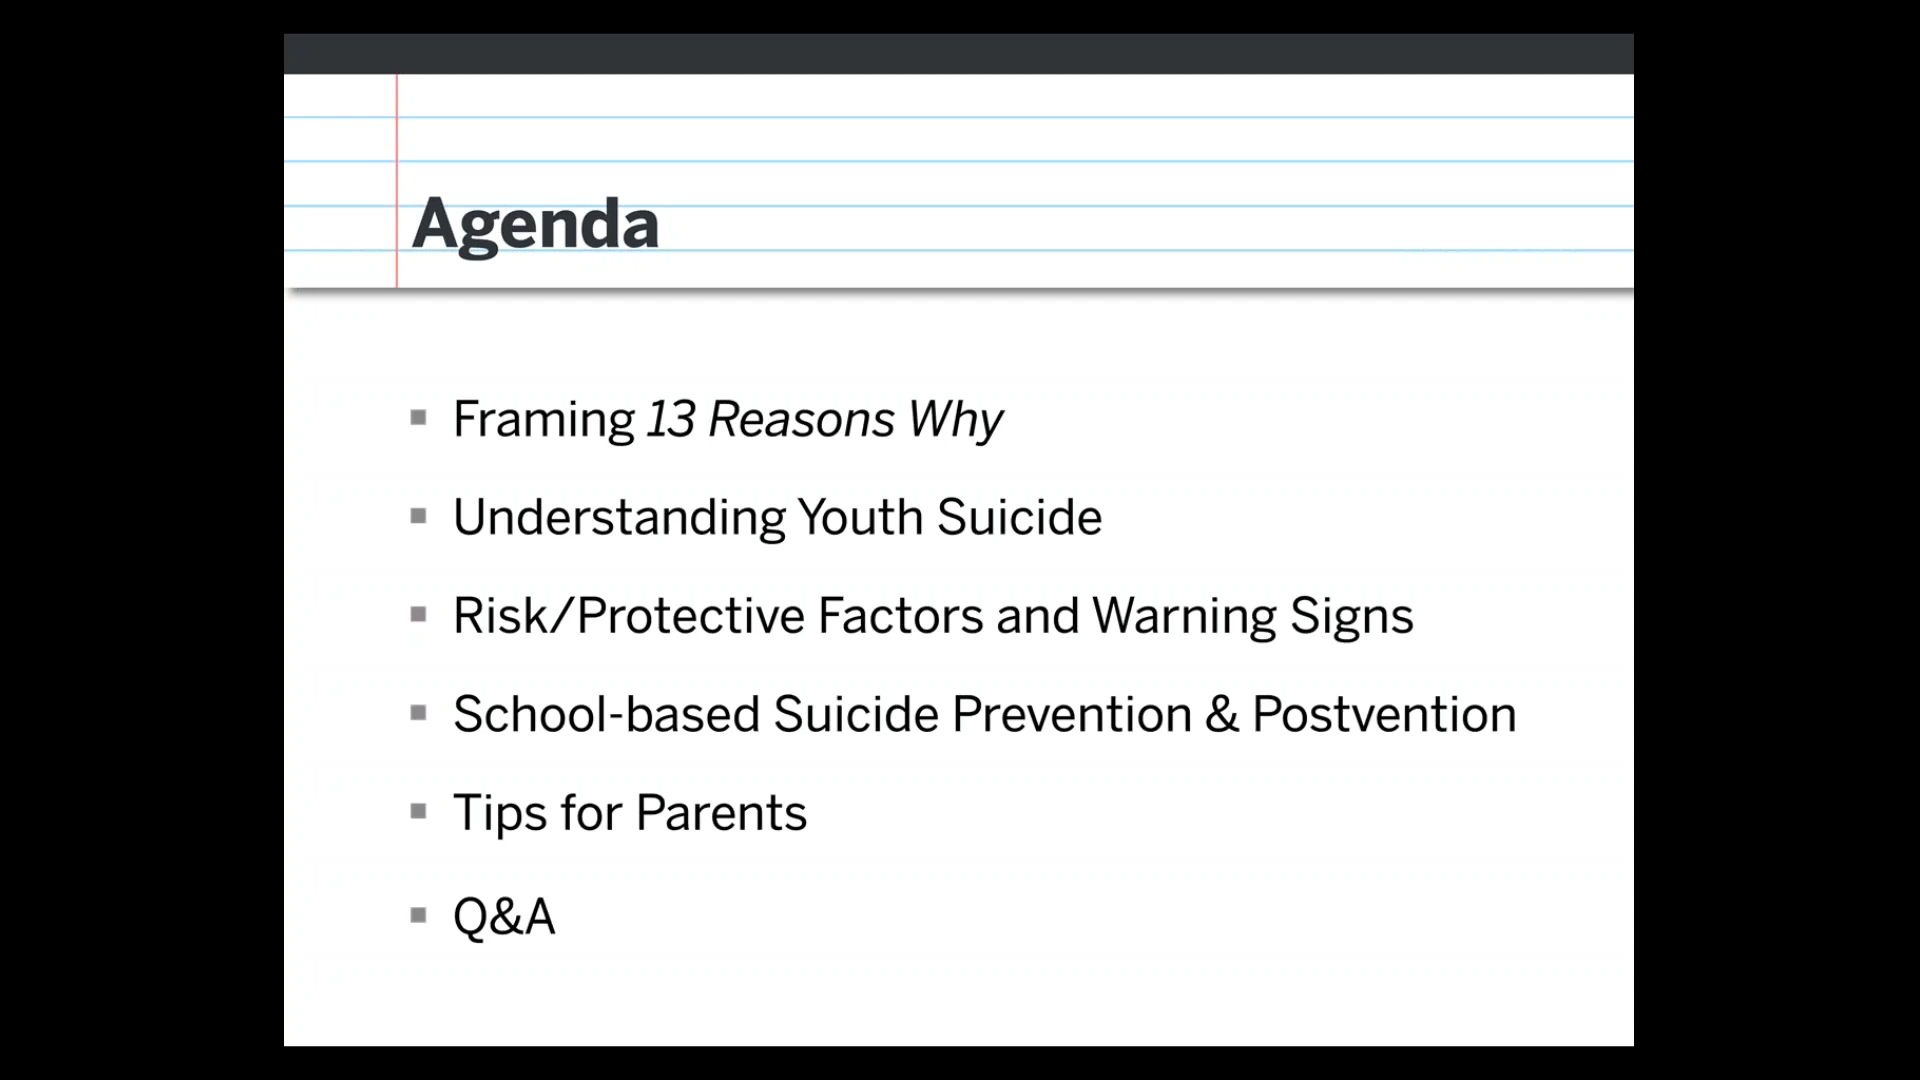 Agenda
Framing 13 Reasons Why
Understanding Youth Suicide
Risk/Protective Factors and Warning Signs
School-based Suicide Prevention & Postvention
Tips for Parents
Q&A